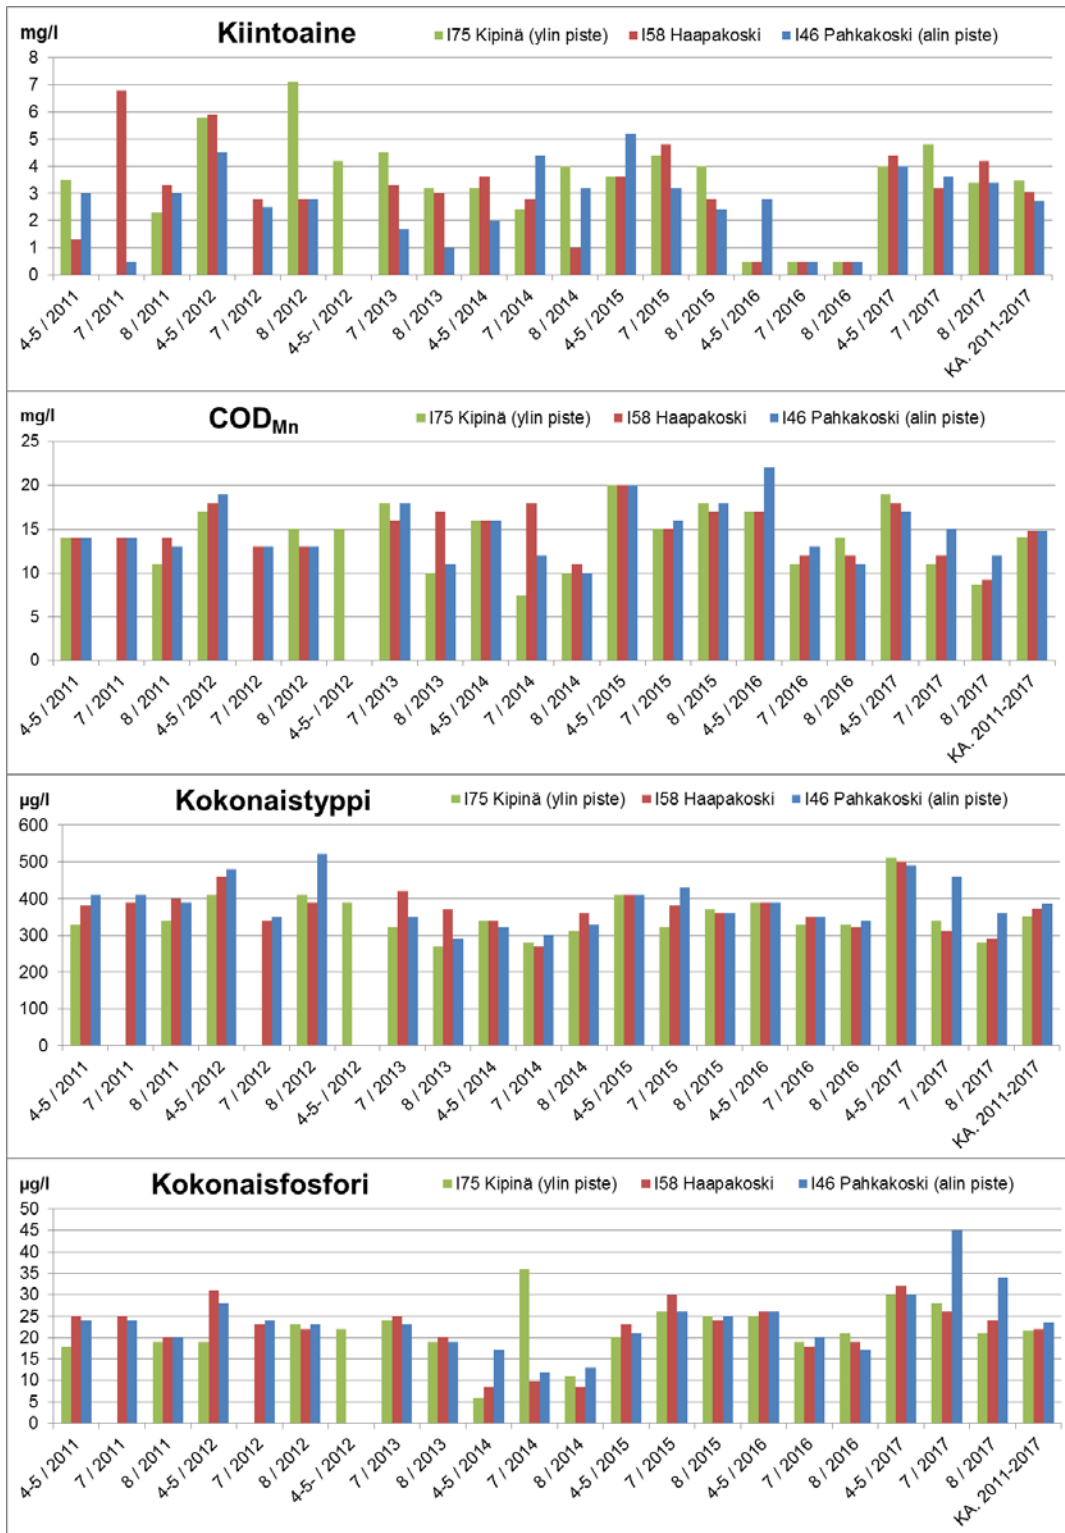 mg/l
Kiintoaine
I75 Kipinä (ylin piste) I58 Haapakoski I46 Pahkakoski (alin piste)
8
7
6
5
4
3
2
1
0
4-5 / 2011 7 / 2011 8 / 2011 4-5 / 2012 7 / 2012 8 / 2012 4-5- / 2012 7 / 2013 8 / 2013 4-5 / 2014 7 / 2014 8 / 2014 4-5 / 2015 7 / 2015 8 / 2015 4-5 / 2016 7 / 2016 8 / 2016 4-5 / 2017 7 / 2017 8 / 2017 KA. 2011-2017
mg/l
COD_Mn
I75 Kipinä (ylin piste) I58 Haapakoski I46 Pahkakoski (alin piste)
25
20
15
10
5
0
4-5 / 2011 7 / 2011 8 / 2011 4-5 / 2012 7 / 2012 8 / 2012 4-5- / 2012 7 / 2013 8 / 2013 4-5 / 2014 7 / 2014 8 / 2014 4-5 / 2015 7 / 2015 8 / 2015 4-5 / 2016 7 / 2016 8 / 2016 4-5 / 2017 7 / 2017 8 / 2017 KA. 2011-2017
µg/l
Kokonaistyppi
I75 Kipinä (ylin piste) I58 Haapakoski I46 Pahkakoski (alin piste)
600
500
400
300
200
100
0
4-5 / 2011 7 / 2011 8 / 2011 4-5 / 2012 7 / 2012 8 / 2012 4-5- / 2012 7 / 2013 8 / 2013 4-5 / 2014 7 / 2014 8 / 2014 4-5 / 2015 7 / 2015 8 / 2015 4-5 / 2016 7 / 2016 8 / 2016 4-5 / 2017 7 / 2017 8 / 2017 KA. 2011-2017
µg/l
Kokonaisfosfori
I75 Kipinä (ylin piste) I58 Haapakoski I46 Pahkakoski (alin piste)
50
45
40
35
30
25
20
15
10
5
0
4-5 / 2011 7 / 2011 8 / 2011 4-5 / 2012 7 / 2012 8 / 2012 4-5- / 2012 7 / 2013 8 / 2013 4-5 / 2014 7 / 2014 8 / 2014 4-5 / 2015 7 / 2015 8 / 2015 4-5 / 2016 7 / 2016 8 / 2016 4-5 / 2017 7 / 2017 8 / 2017 KA. 2011-2017